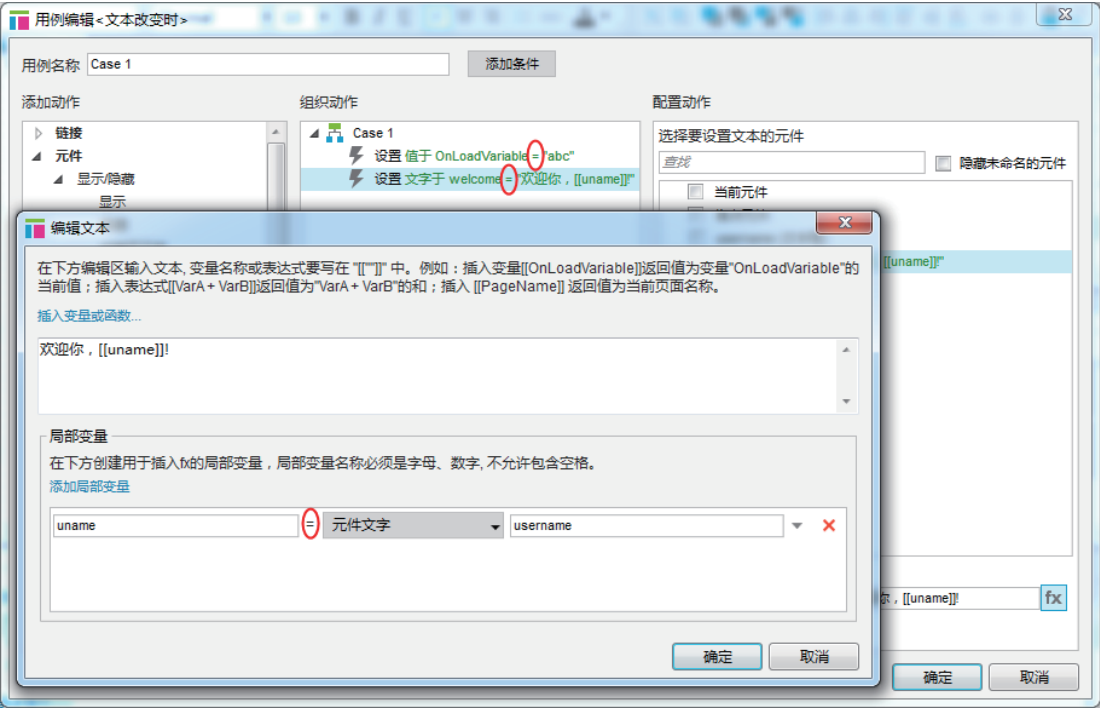 用例编辑<文本改变时>
用例名称 Case 1 添加条件
添加动作 组织动作 配置动作
链接 Case 1 选择要设置文本的元件
元件 设置 值于 OnLoadVariable = "abc" 查找 隐藏未命名的元件
显示/隐藏 设置 文字于 welcome = "欢迎你，[[uname]]!" 当前元件
显示
编辑文本
在下方编辑区输入文本, 变量名称或表达式要写在 "[[""]]" 中。例如：插入变量[[OnLoadVariable]]返回值为变量"OnLoadVariable"的
当前值；插入表达式[[VarA + VarB]]返回值为"VarA + VarB"的和；插入 [[PageName]] 返回值为当前页面名称。
[[uname]]!"
插入变量或函数...
欢迎你，[[uname]]!
局部变量
在下方创建用于插入fx的局部变量，局部变量名称必须是字母、数字, 不允许包含空格。
添加局部变量
uname = 元件文字 username
，[[uname]]! fx
确定 取消
确定 取消